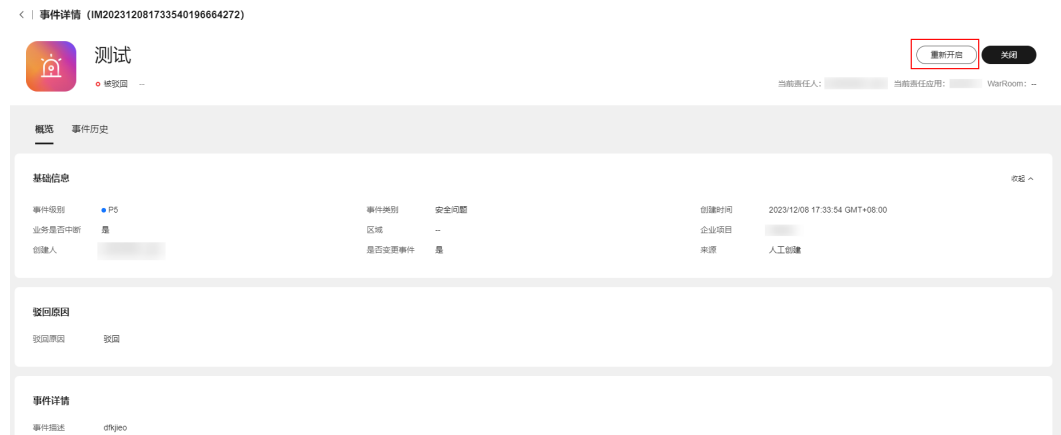 < | 事件详情（IM202312081733540196664272）
测试
重新开启 关闭
被驳回 --
当前责任人： 当前责任应用： WarRoom： --
概览 事件历史
基础信息 收起
事件级别 P5 事件类别 安全问题 创建时间 2023/12/08 17:33:54 GMT+08:00
业务是否中断 是 区域 -- 企业项目
创建人 是否变更事件 是 来源 人工创建
驳回原因
驳回原因 驳回
事件详情
事件描述 dfkjieo